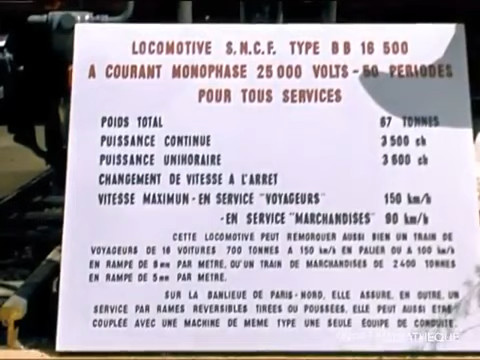 LOCOMOTIVE S.N.C.F. TYPE BB 16 500
A COURANT MONOPHASE 25 000 VOLTS - 50 PERIODES
POUR TOUS SERVICES
POIDS TOTAL 67 TONNES
PUISSANCE CONTINUE 3 500 ch
PUISSANCE UNIHORAIRE 3 600 ch
CHANGEMENT DE VITESSE A L'ARRET
VITESSE MAXIMUM - EN SERVICE "VOYAGEURS" 150 km/h
- EN SERVICE "MARCHANDISES" 90 km/h
CETTE LOCOMOTIVE PEUT REMORQUER AUSSI BIEN UN TRAIN DE
VOYAGEURS DE 16 VOITURES 700 TONNES A 150 km/h EN PALIER OU A 100 km/h
EN RAMPE DE 8 mm PAR METRE, QU'UN TRAIN DE MARCHANDISES DE 2400 TONNES
EN RAMPE DE 5 mm PAR METRE.
SUR LA BANLIEUE DE PARIS-NORD, ELLE ASSURE, EN OUTRE, UN
SERVICE PAR RAMES REVERSIBLES TIREES OU POUSSEES, ELLE PEUT AUSSI ETRE
COUPLEE AVEC UNE MACHINE DE MEME TYPE UNE SEULE EQUIPE DE CONDUITE.